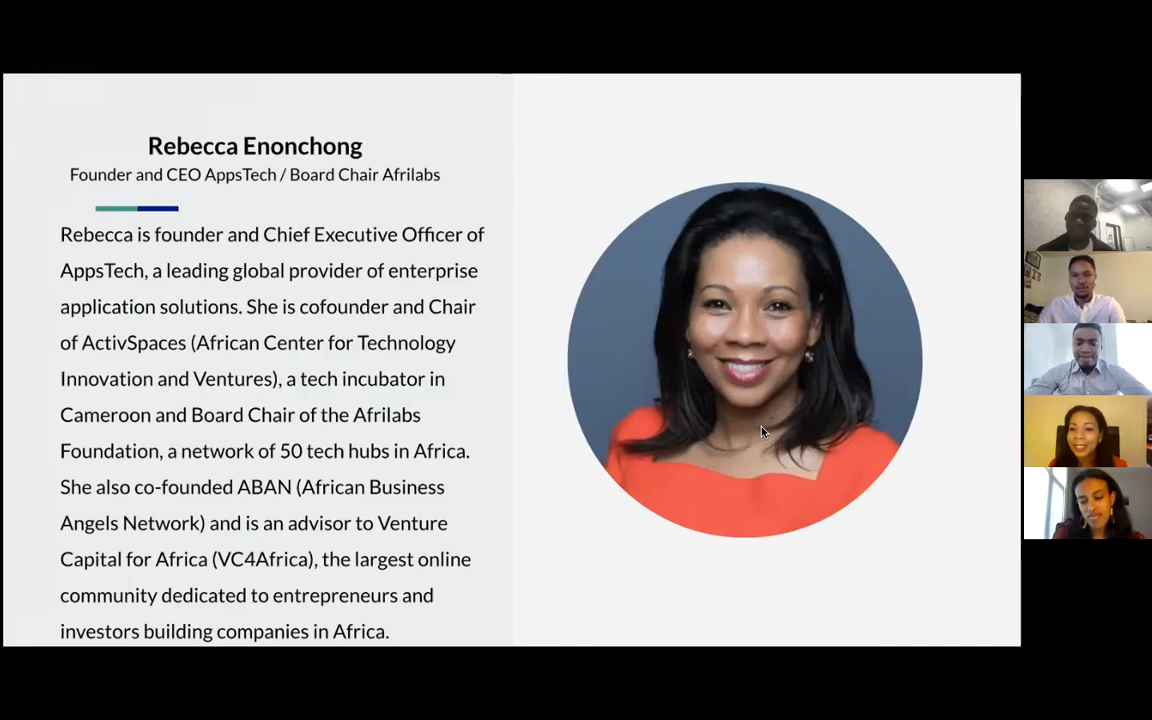 Rebecca Enonchong
Founder and CEO AppsTech / Board Chair Afrilabs
Rebecca is founder and Chief Executive Officer of
AppsTech, a leading global provider of enterprise
application solutions. She is cofounder and Chair
of ActivSpaces (African Center for Technology
Innovation and Ventures), a tech incubator in
Cameroon and Board Chair of the Afrilabs
Foundation, a network of 50 tech hubs in Africa.
She also co-founded ABAN (African Business
Angels Network) and is an advisor to Venture
Capital for Africa (VC4Africa), the largest online
community dedicated to entrepreneurs and
investors building companies in Africa.